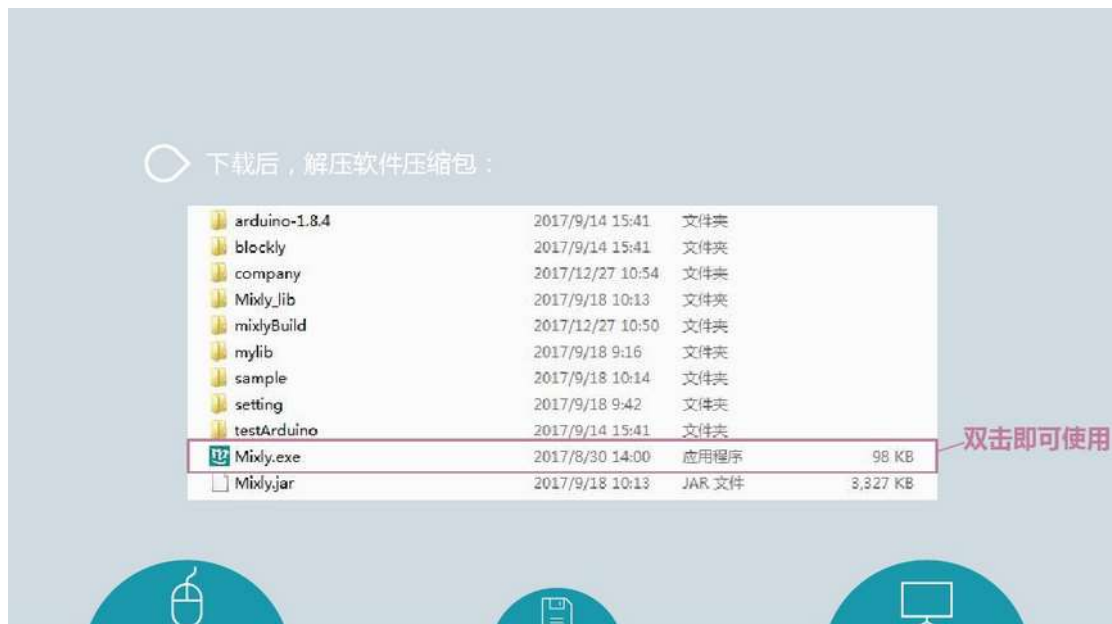 下载后，解压软件压缩包：
arduino-1.8.4 2017/9/14 15:41 文件夹
blockly 2017/9/14 15:41 文件夹
company 2017/12/27 10:54 文件夹
Mixly_lib 2017/9/18 10:13 文件夹
mixlyBuild 2017/12/27 10:50 文件夹
mylib 2017/9/18 9:16 文件夹
sample 2017/9/18 10:14 文件夹
setting 2017/9/18 9:42 文件夹
testArduino 2017/9/14 15:41 文件夹
Mixly.exe 2017/8/30 14:00 应用程序 98 KB
双击即可使用
Mixly.jar 2017/9/18 10:13 JAR 文件 3,327 KB